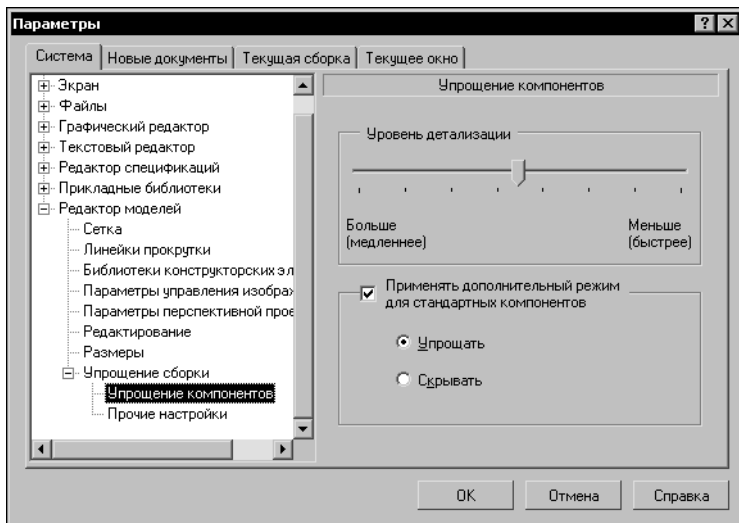 Параметры
Система Новые документы Текущая сборка Текущее окно
Экран
Файлы
Графический редактор
Текстовый редактор
Редактор спецификаций
Прикладные библиотеки
Редактор моделей
Сетка
Линейки прокрутки
Библиотеки конструкторских эл
Параметры управления изображ
Параметры перспективной прое
Редактирование
Размеры
Упрощение сборки
Упрощение компонентов
Прочие настройки
Упрощение компонентов
Уровень детализации
Больше
(медленнее)
Меньше
(быстрее)
Применять дополнительный режим
для стандартных компонентов
Упрощать
Скрывать
OK Отмена Справка